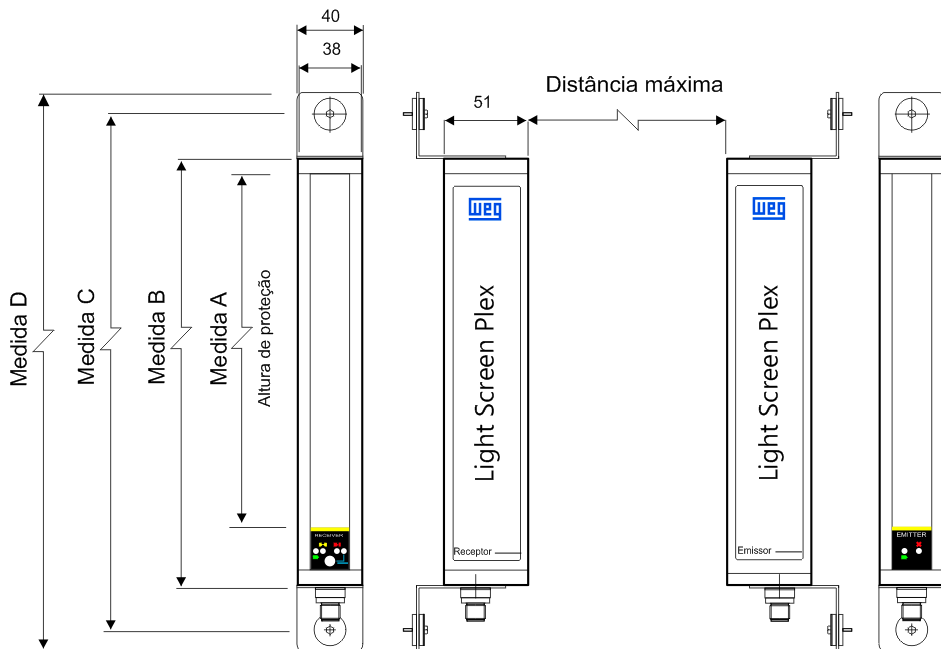 40
38
51
Distância máxima
Medida D
Medida C
Medida B
Medida A
Altura de proteção
weg
Light Screen Plex
Receptor
weg
Light Screen Plex
Emissor
RECEIVER
EMITTER